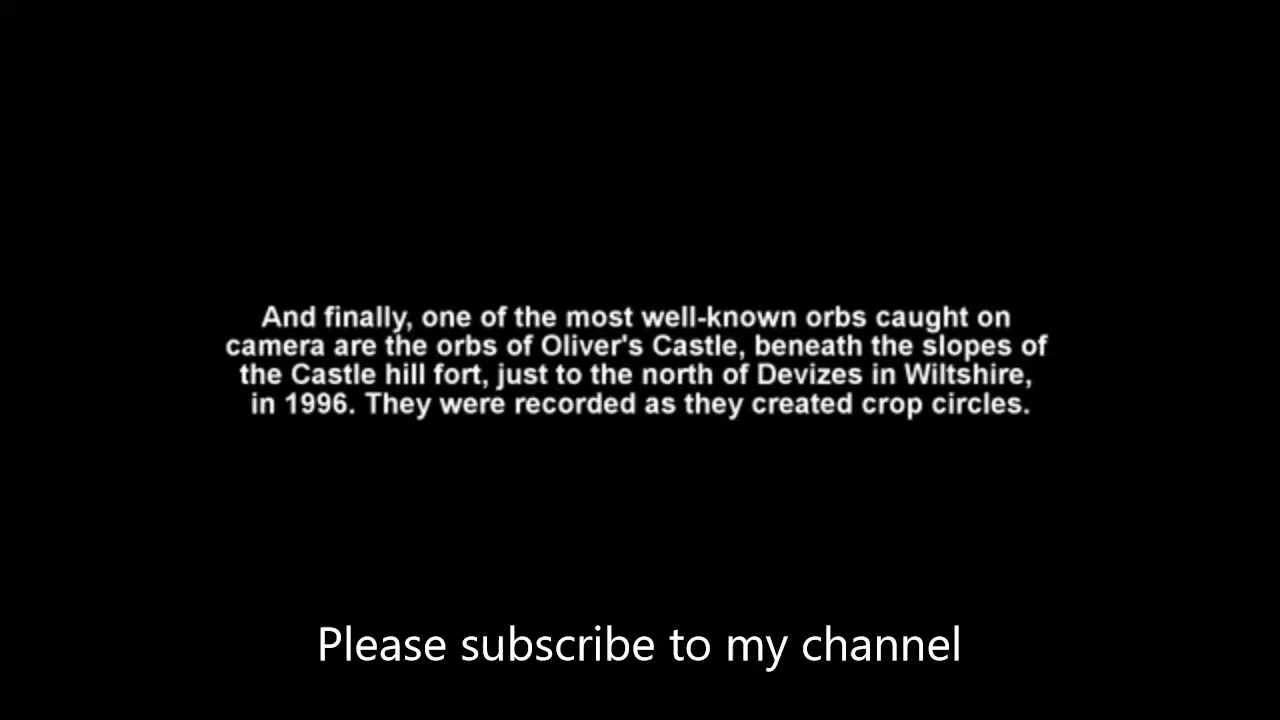 And finally, one of the most well-known orbs caught on
camera are the orbs of Oliver's Castle, beneath the slopes of
the Castle hill fort, just to the north of Devizes in Wiltshire,
in 1996. They were recorded as they created crop circles.
Please subscribe to my channel